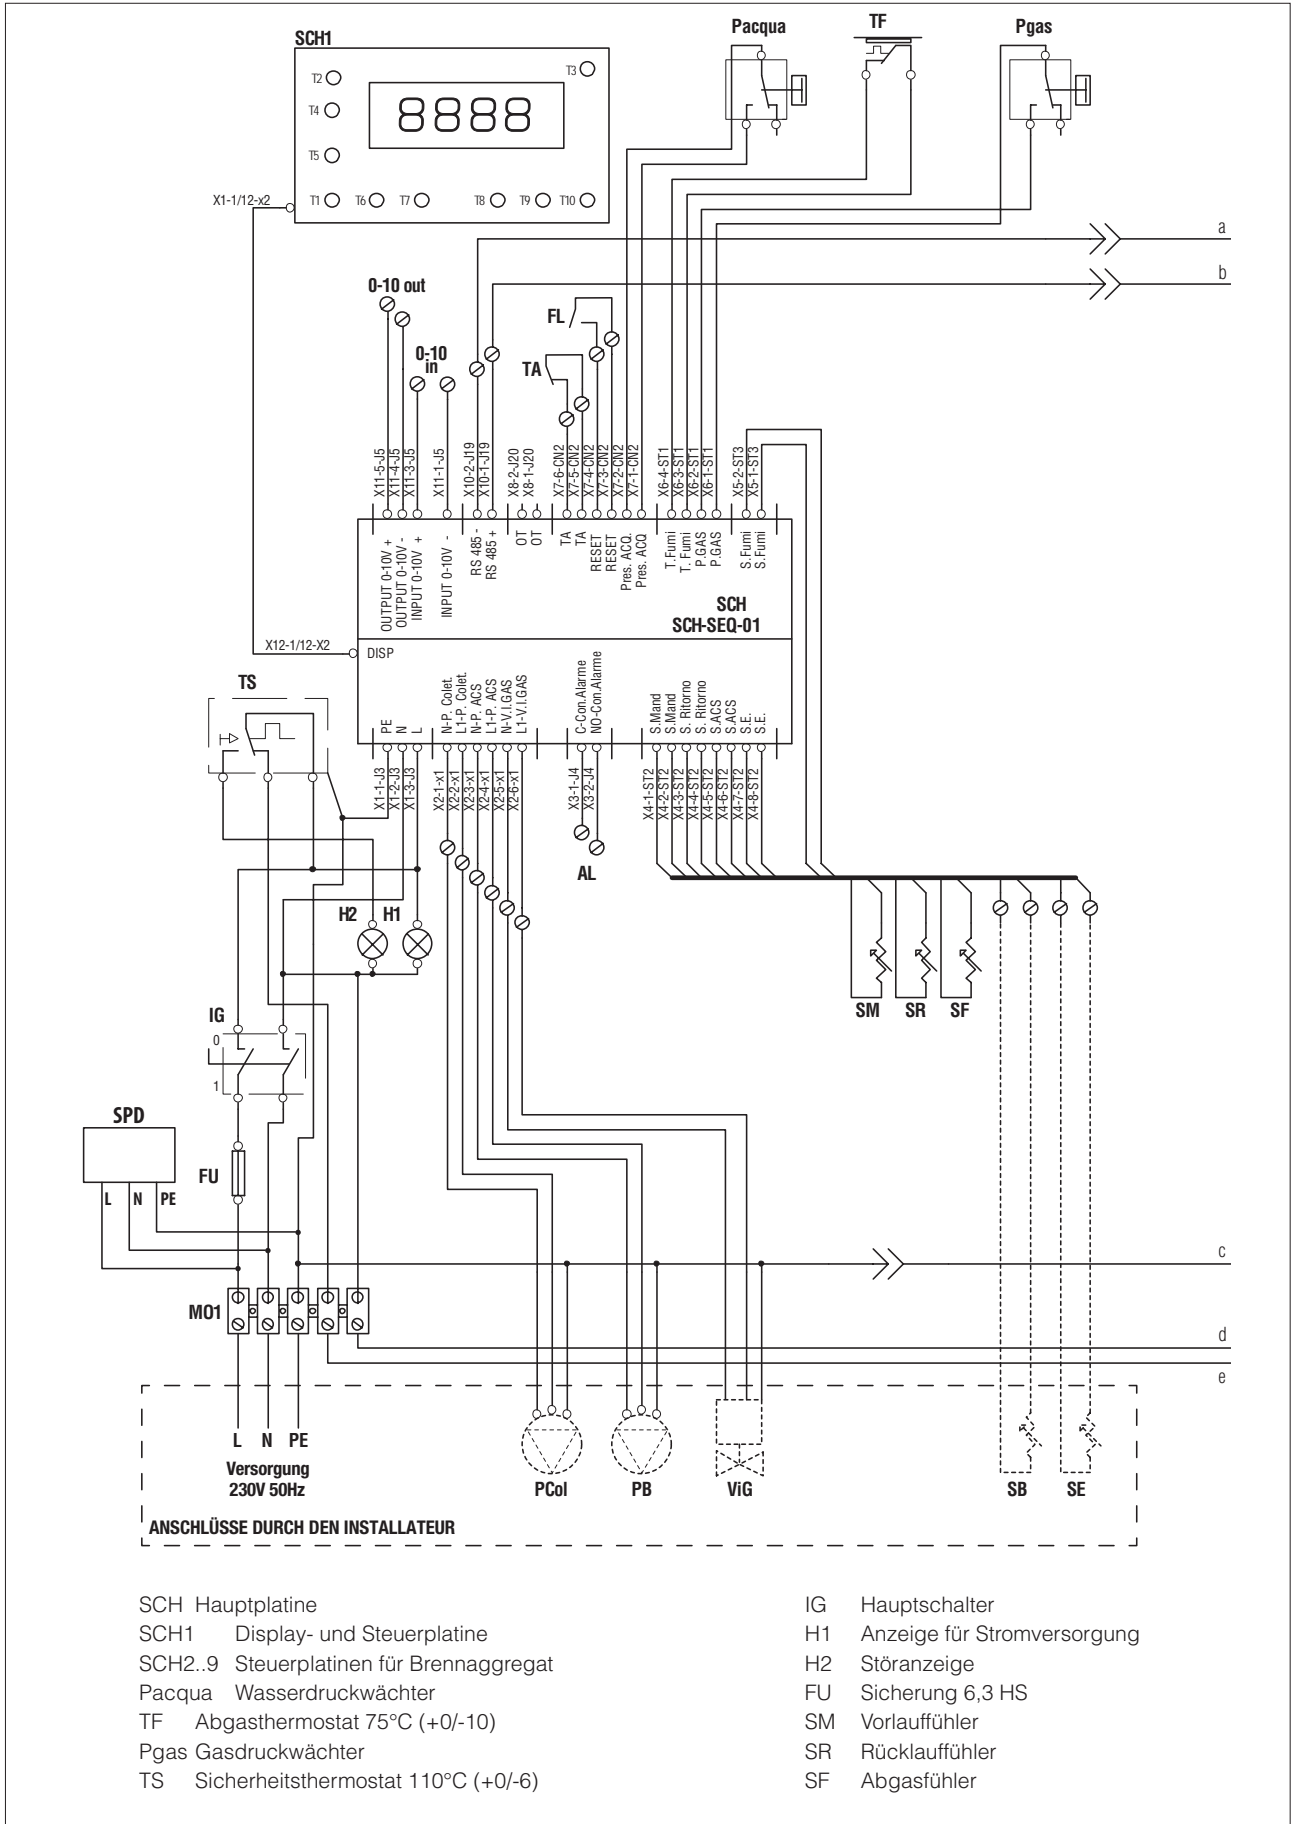 SCH1
Pacqua
TF
Pgas
T2
T3
T4
8888
T5
X1-1/12-x2
T1
T6
T7
T8
T9
T10
a
b
0-10 out
0-10
in
FL
TA
X11-5-J5
X11-4-J5
X11-3-J5
X11-1-J5
X10-2-J19
X10-1-J19
X8-2-J20
X8-1-J20
X7-6-CN2
X7-5-CN2
X7-4-CN2
X7-3-CN2
X7-2-CN2
X7-1-CN2
X6-4-ST1
X6-3-ST1
X6-2-ST1
X6-1-ST1
X5-2-ST3
X5-1-ST3
OUTPUT 0-10V +
OUTPUT 0-10V -
INPUT 0-10V +
INPUT 0-10V -
RS 485 -
RS 485 +
OT
OT
TA
TA
RESET
RESET
Pres. ACQ.
Pres. ACQ
T.Fumi
T. Fumi
P.GAS
P.GAS
S.Fumi
S.Fumi
SCH
SCH-SEQ-01
X12-1/12-X2
DISP
TS
PE
N
L
N-P. Colet.
L1-P. Colet.
N-P. ACS
L1-P. ACS
N-V.I.GAS
L1-V.I.GAS
C-Con.Alarme
NO-Con.Alarme
S.Mand
S.Mand
S. Ritorno
S. Ritorno
S.ACS
S.ACS
S.E.
S.E.
X1-1-J3
X1-2-J3
X1-3-J3
X2-1-x1
X2-2-x1
X2-3-x1
X2-4-x1
X2-5-x1
X2-6-x1
X3-1-J4
X3-2-J4
X4-1-ST2
X4-2-ST2
X4-3-ST2
X4-4-ST2
X4-5-ST2
X4-6-ST2
X4-7-ST2
X4-8-ST2
AL
H2
H1
SM
SR
SF
IG
0
1
SPD
L
N
PE
FU
c
MO1
d
e
L
N
PE
Versorgung
230V 50Hz
PCol
PB
ViG
SB
SE
ANSCHLÜSSE DURCH DEN INSTALLATEUR
SCH Hauptplatine
SCH1 Display- und Steuerplatine
SCH2..9 Steuerplatinen für Brennaggregat
Pacqua Wasserdruckwächter
TF Abgasthermostat 75°C (+0/-10)
Pgas Gasdruckwächter
TS Sicherheitsthermostat 110°C (+0/-6)
IG Hauptschalter
H1 Anzeige für Stromversorgung
H2 Störanzeige
FU Sicherung 6,3 HS
SM Vorlauffühler
SR Rücklauffühler
SF Abgasfühler